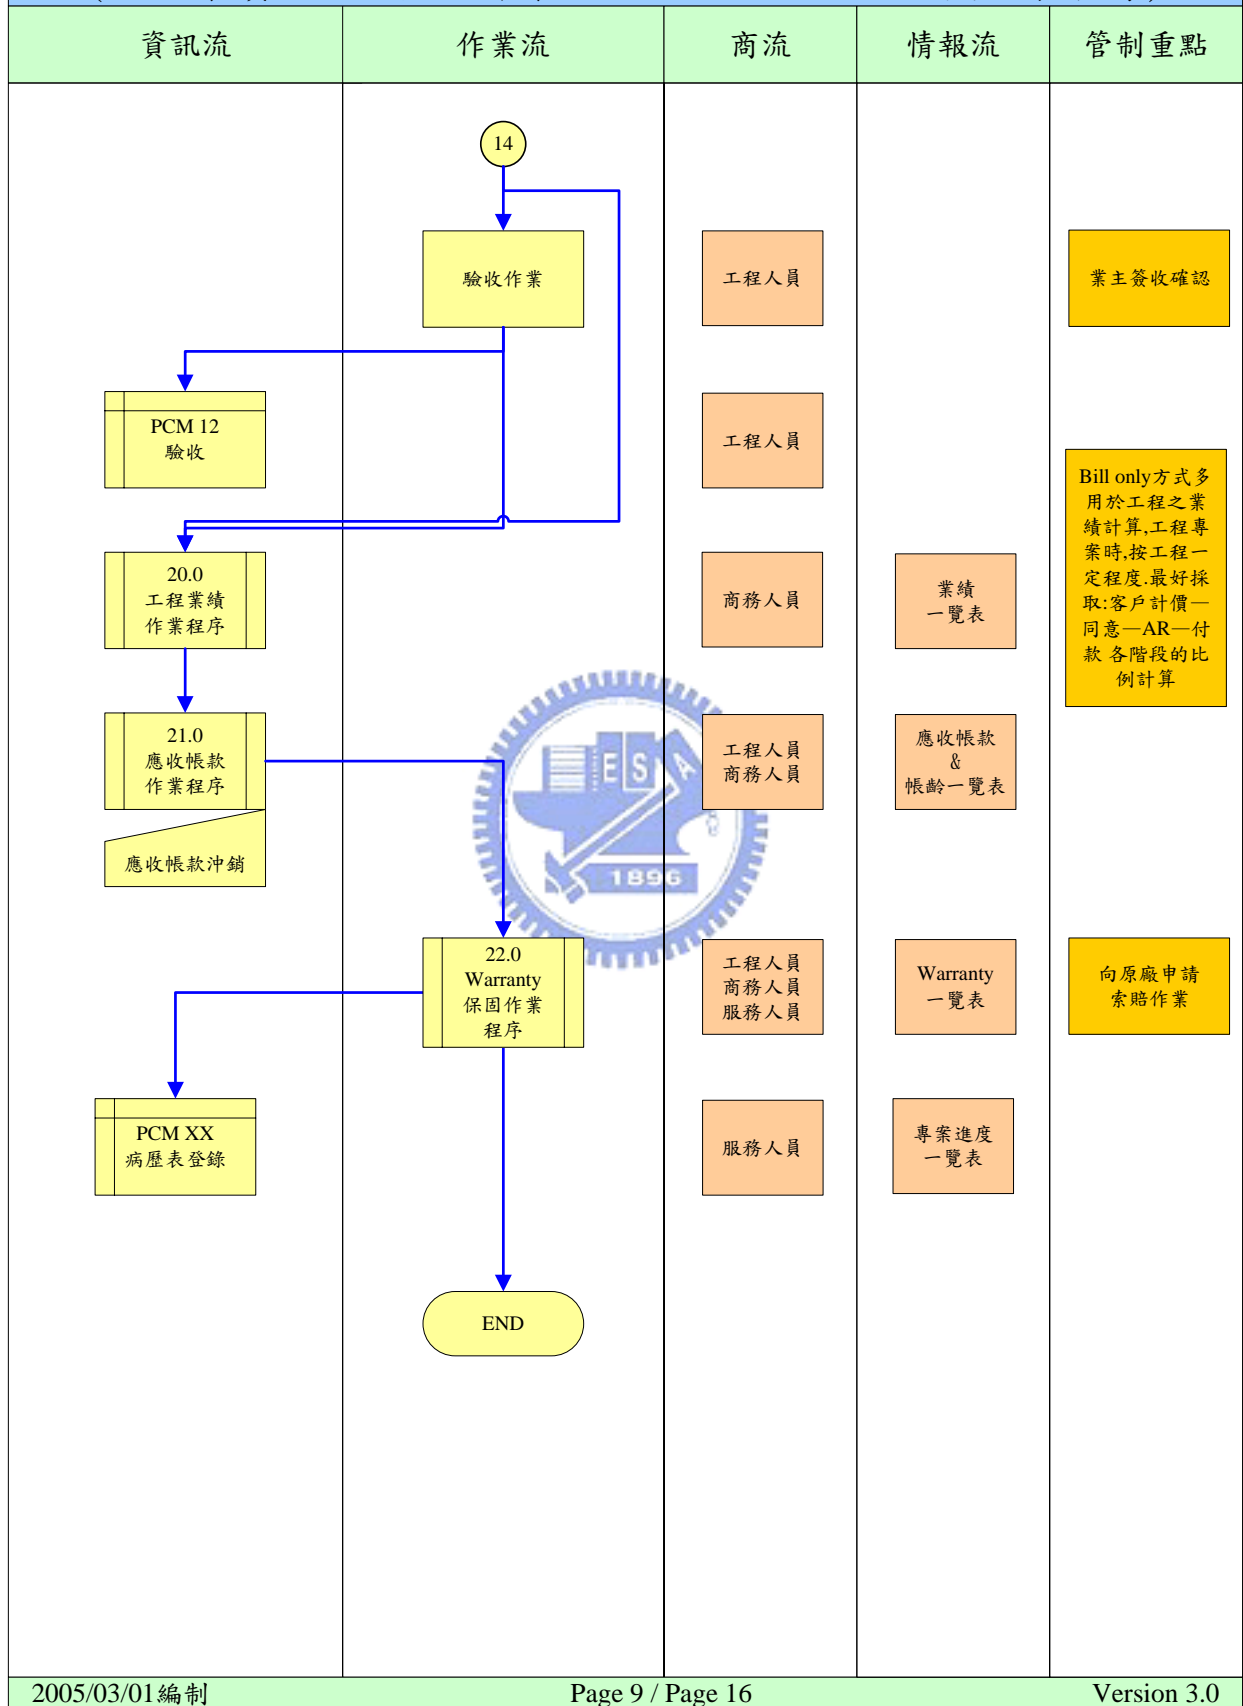 資訊流
作業流
商流
情報流
管制重點
14
驗收作業
工程人員
業主簽收確認
PCM 12
驗收
工程人員
Bill only方式多
用於工程之業
績計算,工程專
案時,按工程一
定程度.最好採
取:客戶計價—
同意—AR—付
款 各階段的比
例計算
20.0
工程業績
作業程序
商務人員
業績
一覽表
21.0
應收帳款
作業程序
工程人員
商務人員
應收帳款
&
帳齡一覽表
應收帳款沖銷
ESA
1896
22.0
Warranty
保固作業
程序
工程人員
商務人員
服務人員
Warranty
一覽表
向原廠申請
索賠作業
PCM XX
病歷表登錄
服務人員
專案進度
一覽表
END
2005/03/01編制
Page 9 / Page 16
Version 3.0